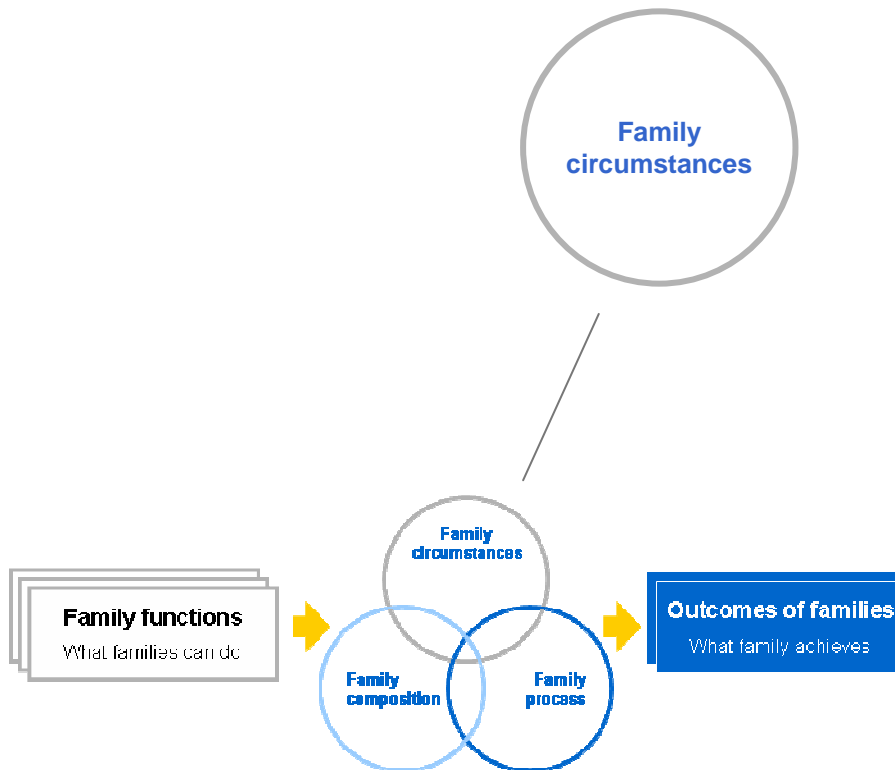 Family
circumstances
Family
circumstances
Family functions
What families can do
Family
composition
Family
process
Outcomes of families
What family achieves